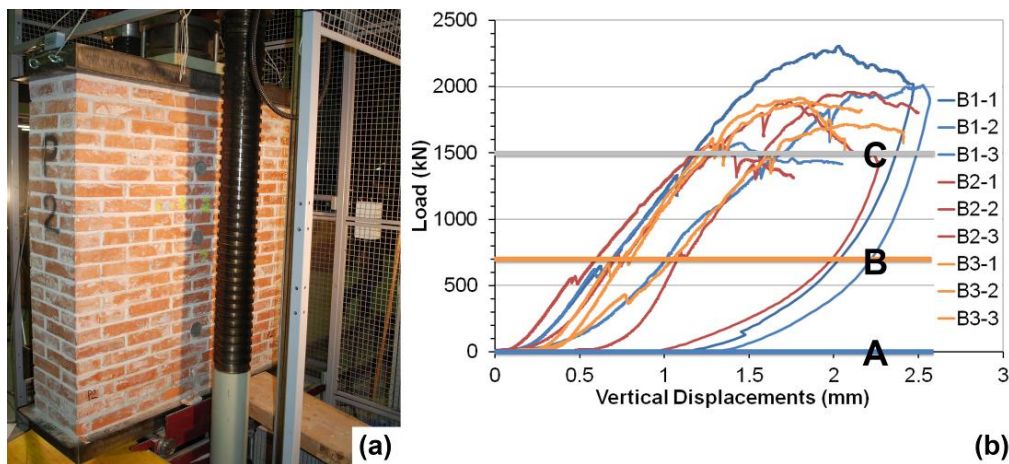 P
2
(a)
2500
2000
1500
1000
500
0
Load (kN)
0
0.5
1
1.5
2
2.5
3
Vertical Displacements (mm)
C
B
A
B1-1
B1-2
B1-3
B2-1
B2-2
B2-3
B3-1
B3-2
B3-3
(b)